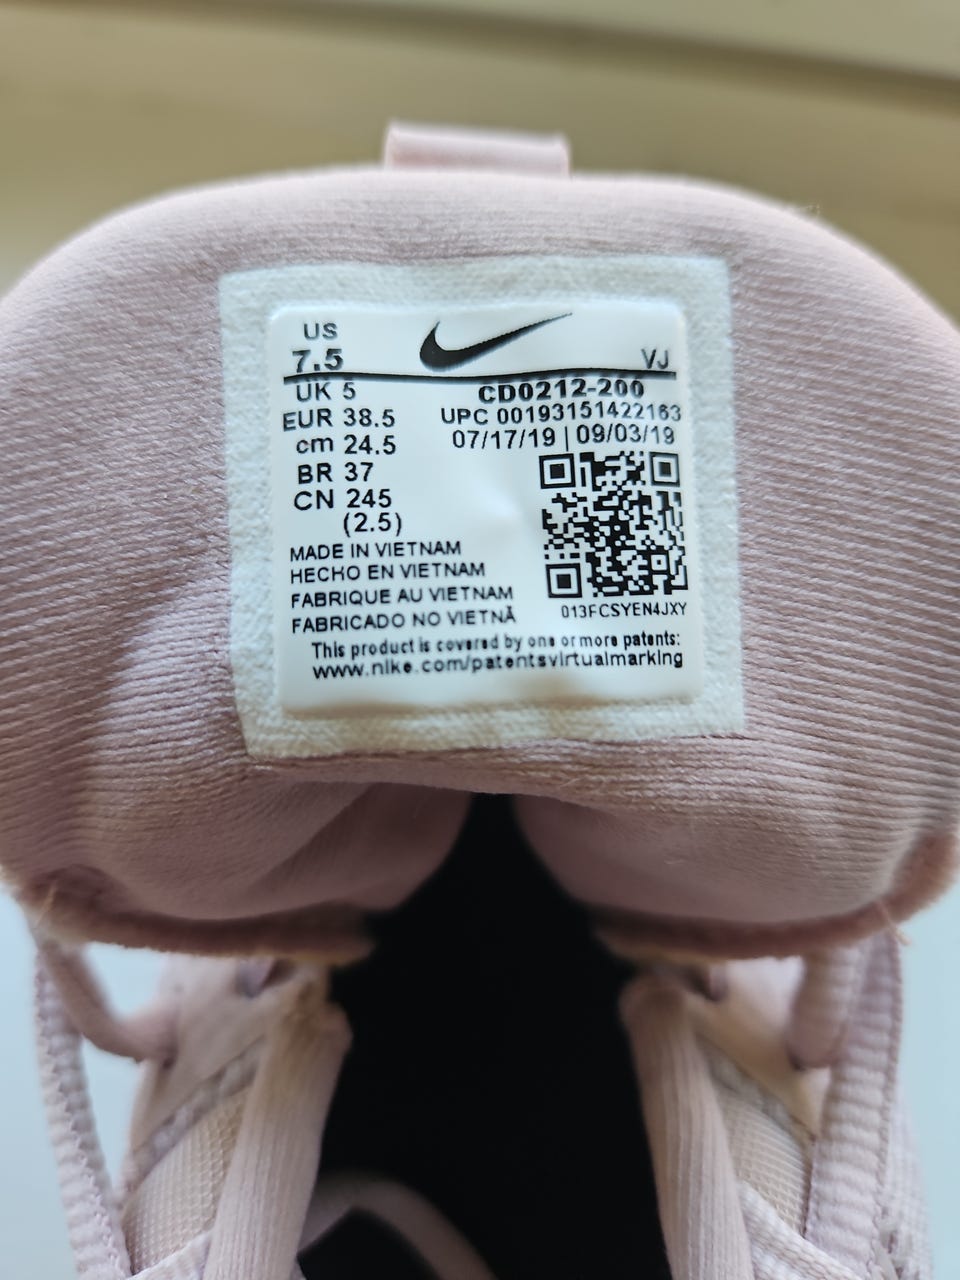 US
7.5 VJ
UK 5 CD0212-200
EUR 38.5 UPC 00193151422163
cm 24.5 07/17/19 | 09/03/19
BR 37
CN 245
(2.5)
MADE IN VIETNAM
HECHO EN VIETNAM
FABRIQUE AU VIETNAM
FABRICADO NO VIETNÃ
013FCSYEN4JXY
This product is covered by one or more patents:
www.nike.com/patentsvirtualmarking